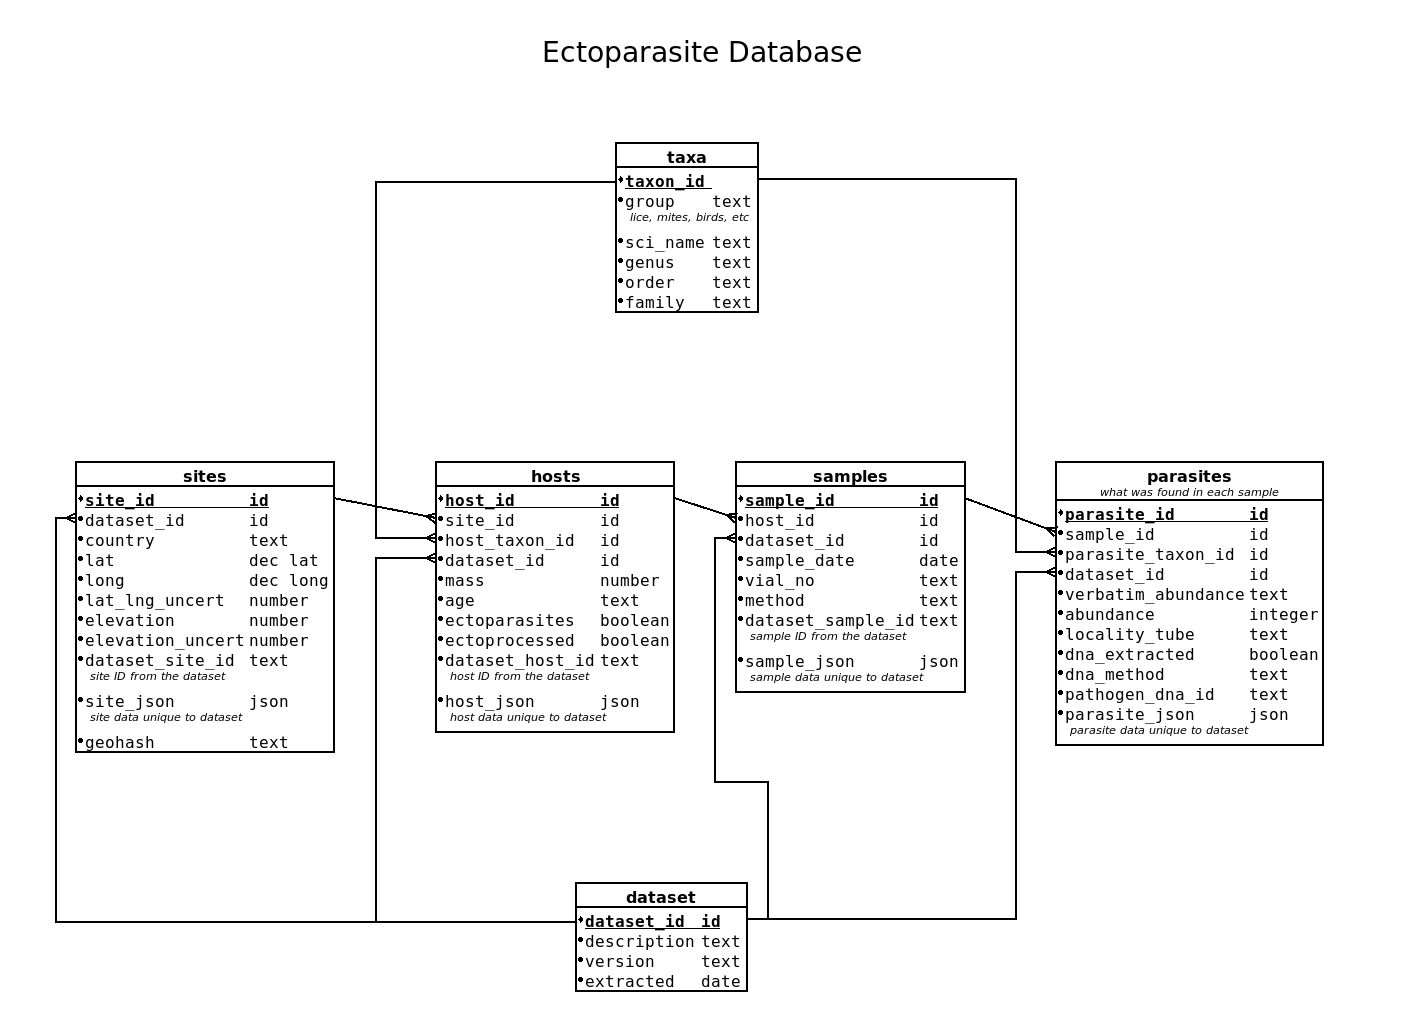 Ectoparasite Database
taxa
taxon_id
group text
lice, mites, birds, etc
sci_name text
genus text
order text
family text
sites
site_id id
dataset_id id
country text
lat dec lat
long dec long
lat_lng_uncert number
elevation number
elevation_uncert number
dataset_site_id text
site ID from the dataset
site_json json
site data unique to dataset
geohash text
hosts
host_id id
site_id id
host_taxon_id id
dataset_id id
mass number
age text
ectoparasites boolean
ectoprocessed boolean
dataset_host_id text
host ID from the dataset
host_json json
host data unique to dataset
samples
sample_id id
host_id id
dataset_id id
sample_date date
vial_no text
method text
dataset_sample_id text
sample ID from the dataset
sample_json json
sample data unique to dataset
parasites
what was found in each sample
parasite_id id
sample_id id
parasite_taxon_id id
dataset_id id
verbatim_abundance text
abundance integer
locality_tube text
dna_extracted boolean
dna_method text
pathogen_dna_id text
parasite_json json
parasite data unique to dataset
dataset
dataset_id id
description text
version text
extracted date